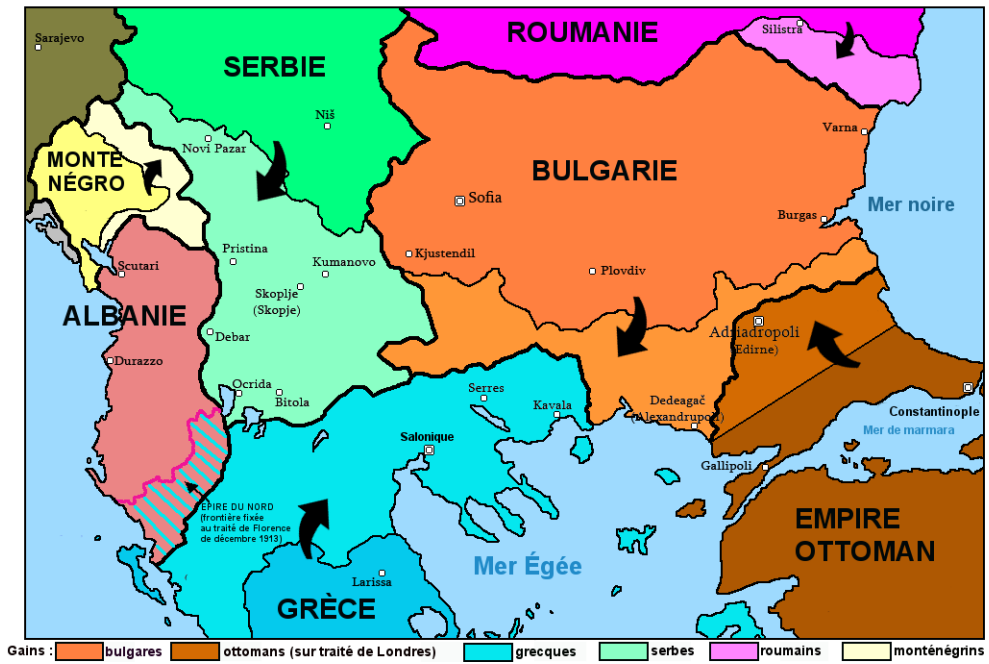 ROUMANIE
Silistra
Sarajevo
SERBIE
Niš
Varna
Novi Pazar
MONTE
NÉGRO
BULGARIE
Sofia
Mer noire
Burgas
Pristina
Kjustendil
Scutari
Kumanovo
Plovdiv
Skoplje
(Skopje)
ALBANIE
Debar
Adriadropoli
(Edirne)
Durazzo
Ocrida
Bitola
Serres
Kavala
Dedeagač
(Alexandrupoli)
Constantinople
Mer de marmara
Salonique
Gallipoli
EPIRE DU NORD
(frontière fixée
au traité de Florence
de décembre 1913)
EMPIRE
OTTOMAN
Mer Égée
Larissa
GRÈCE
Gains : bulgares ottomans (sur traité de Londres) grecques serbes roumains monténégrins